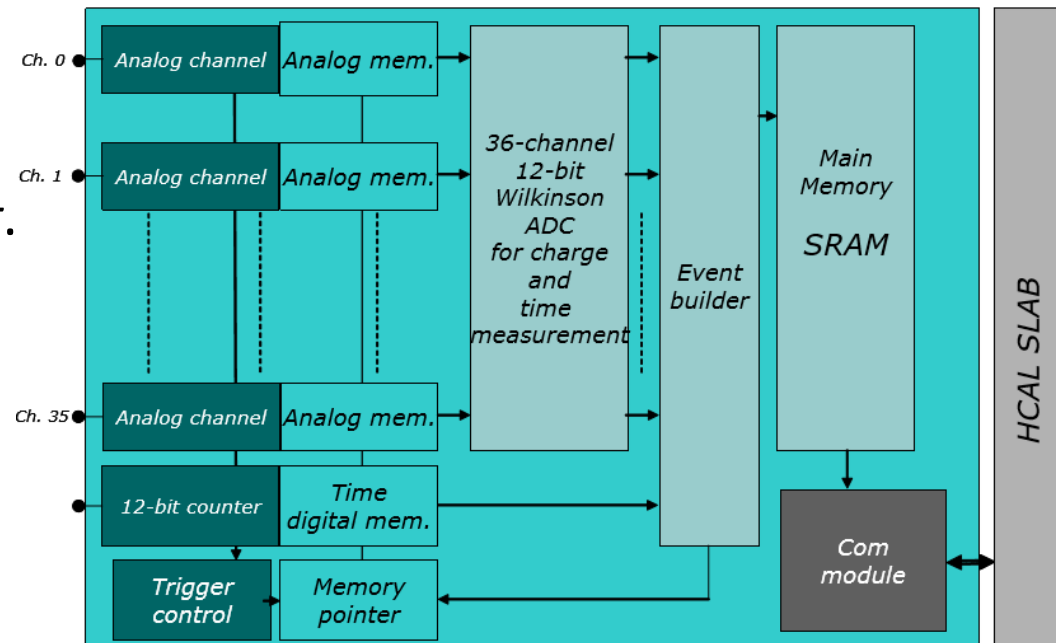 Ch. 0
Analog channel
Analog mem.
Ch. 1
Analog channel
Analog mem.
.
Ch. 35
Analog channel
Analog mem.
12-bit counter
Time
digital mem.
Trigger
control
Memory
pointer
36-channel
12-bit
Wilkinson
ADC
for charge
and
time
measurement
Event
builder
Main
Memory
SRAM
Com
module
HCAL SLAB